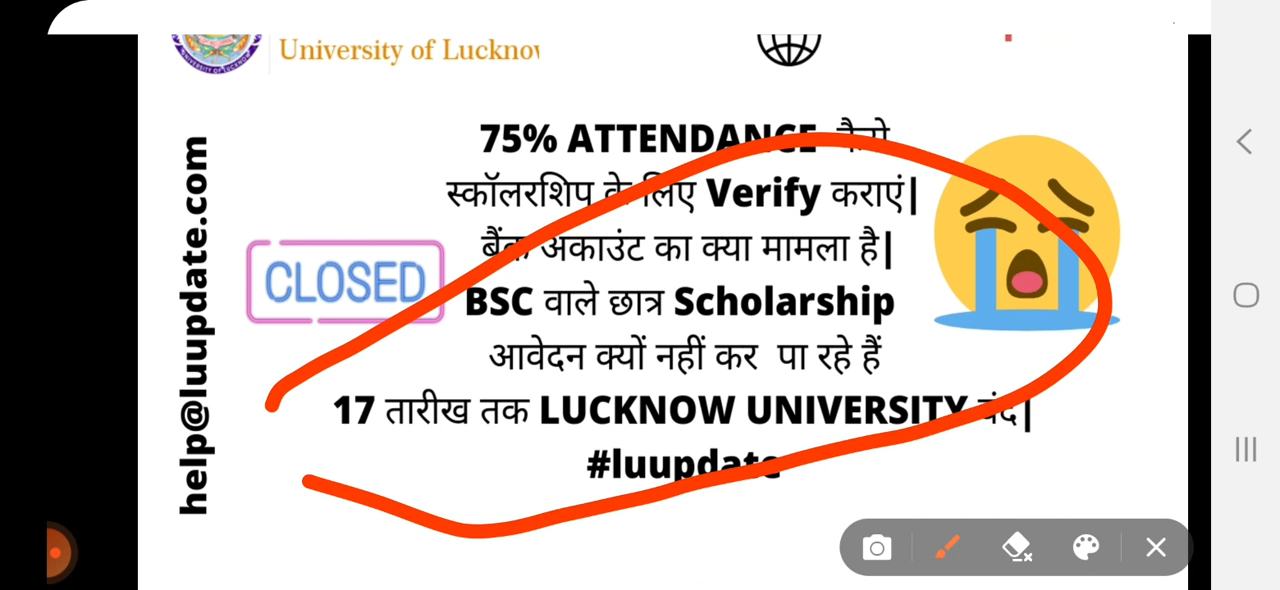 University of Lucknow
75% ATTENDANCE कैसे
स्कॉलरशिप के लिए Verify कराएं|
बैंक अकाउंट का क्या मामला है|
CLOSED
BSC वाले छात्र Scholarship
आवेदन क्यों नहीं कर पा रहे हैं
17 तारीख तक LUCKNOW UNIVERSITY बंद|
#luupdate
help@luupdate.com